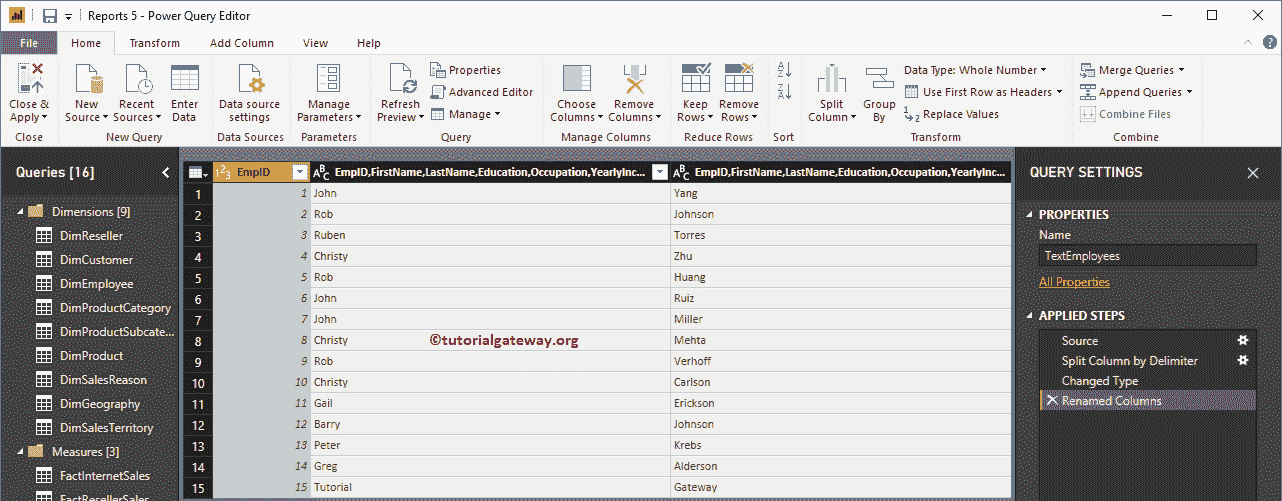 Reports 5 - Power Query Editor
File Home Transform Add Column View Help
Close & Apply
New Source
Recent Sources
Enter Data
Data source settings
Manage Parameters
Refresh Preview
Properties
Advanced Editor
Manage
Choose Columns
Remove Columns
Keep Rows
Remove Rows
Split Column
Group By
Data Type: Whole Number
Use First Row as Headers
Replace Values
Merge Queries
Append Queries
Combine Files
Close New Query Data Sources Parameters Query Manage Columns Reduce Rows Sort Transform Combine
Queries [16]
Dimensions [9]
DimReseller
DimCustomer
DimEmployee
DimProductCategory
DimProductSubcate...
DimProduct
DimSalesReason
DimGeography
DimSalesTerritory
Measures [3]
FactInternetSales
FactResellerSales
EmpID EmpID,FirstName,LastName,Education,Occupation,YearlyInc... EmpID,FirstName,LastName,Education,Occupation,YearlyInc...
1 1 John Yang
2 2 Rob Johnson
3 3 Ruben Torres
4 4 Christy Zhu
5 5 Rob Huang
6 6 John Ruiz
7 7 John Miller
8 8 Christy Mehta
9 9 Rob Verhoff
10 10 Christy Carlson
11 11 Gail Erickson
12 12 Barry Johnson
13 13 Peter Krebs
14 14 Greg Alderson
15 15 Tutorial Gateway
©tutorialgateway.org
QUERY SETTINGS
PROPERTIES
Name
TextEmployees
All Properties
APPLIED STEPS
Source
Split Column by Delimiter
Changed Type
Renamed Columns